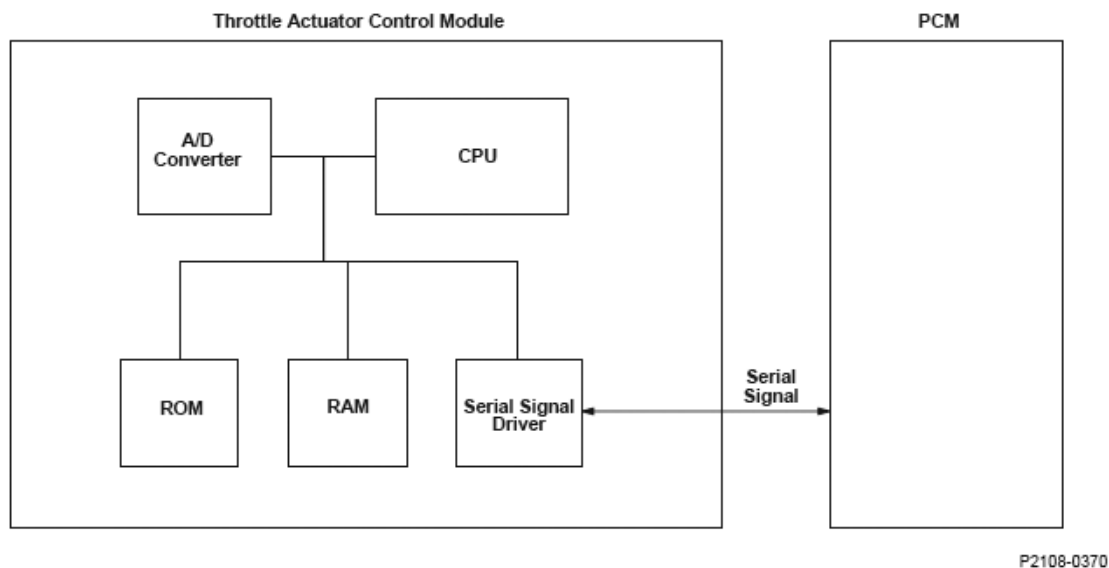 Throttle Actuator Control Module
PCM
A/D
Converter
CPU
ROM
RAM
Serial Signal
Driver
Serial
Signal
P2108-0370